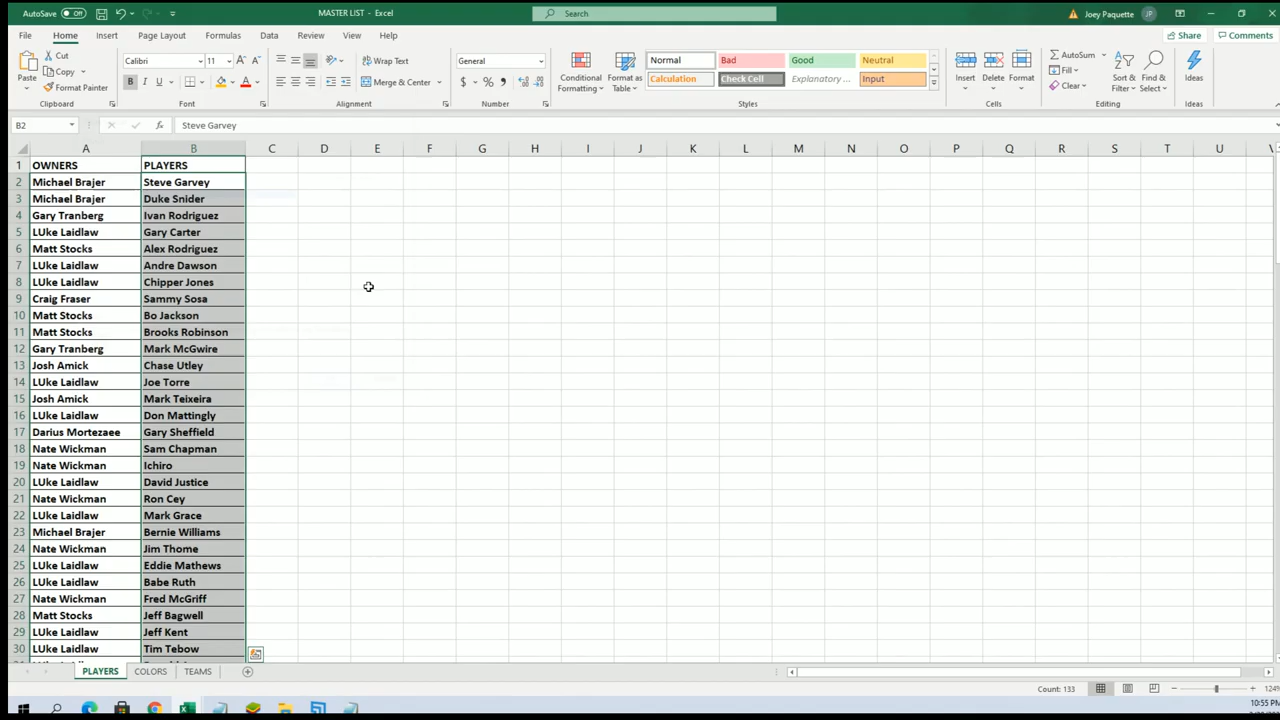 AutoSave Off MASTER LIST - Excel Search Joey Paquette JP
File Home Insert Page Layout Formulas Data Review View Help Share Comments
Paste Cut Copy Format Painter Clipboard
Calibri 11 A A B I U A Font
Wrap Text Merge & Center Alignment
General $ % , Number
Conditional Formatting Format as Table
Normal Bad Good Neutral
Calculation Check Cell Explanatory ... Input
Styles
Insert Delete Format Cells
AutoSum Fill Clear Sort & Filter Find & Select Editing
Ideas Ideas
B2 fx Steve Garvey
A B C D E F G H I J K L M N O P Q R S T U V
1 OWNERS PLAYERS
2 Michael Brajer Steve Garvey
3 Michael Brajer Duke Snider
4 Gary Tranberg Ivan Rodriguez
5 LUke Laidlaw Gary Carter
6 Matt Stocks Alex Rodriguez
7 LUke Laidlaw Andre Dawson
8 LUke Laidlaw Chipper Jones
9 Craig Fraser Sammy Sosa
10 Matt Stocks Bo Jackson
11 Matt Stocks Brooks Robinson
12 Gary Tranberg Mark McGwire
13 Josh Amick Chase Utley
14 LUke Laidlaw Joe Torre
15 Josh Amick Mark Teixeira
16 LUke Laidlaw Don Mattingly
17 Darius Mortezaee Gary Sheffield
18 Nate Wickman Sam Chapman
19 Nate Wickman Ichiro
20 LUke Laidlaw David Justice
21 Nate Wickman Ron Cey
22 LUke Laidlaw Mark Grace
23 Michael Brajer Bernie Williams
24 Nate Wickman Jim Thome
25 LUke Laidlaw Eddie Mathews
26 LUke Laidlaw Babe Ruth
27 Nate Wickman Fred McGriff
28 Matt Stocks Jeff Bagwell
29 LUke Laidlaw Jeff Kent
30 LUke Laidlaw Tim Tebow
PLAYERS COLORS TEAMS
Count: 133 124%
10:55 PM